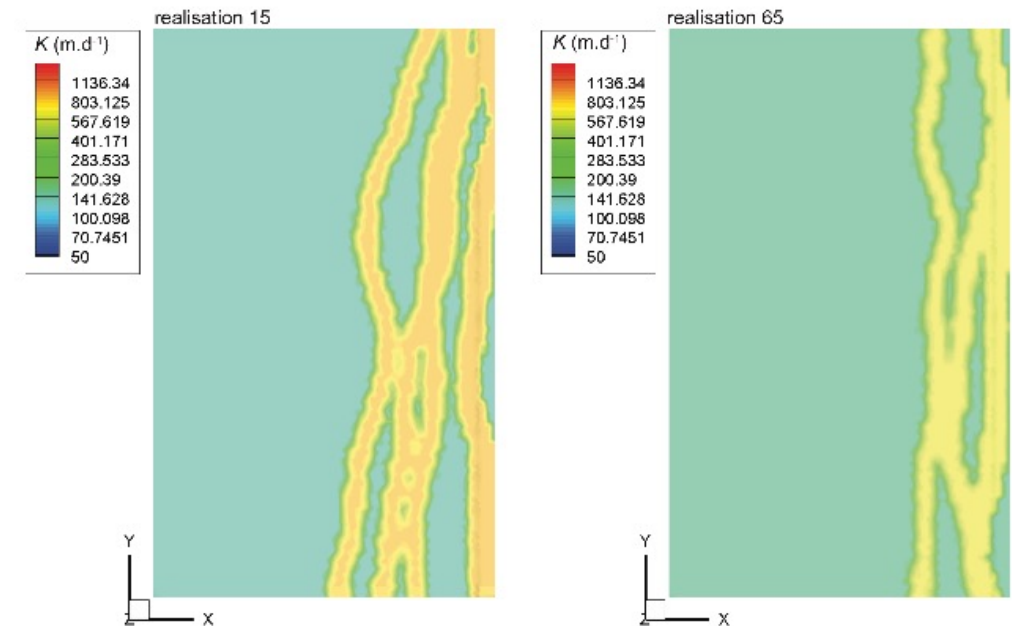 realisation 15
K (m.d⁻¹)
1136.34
803.125
567.619
401.171
283.533
200.39
141.628
100.098
70.7451
50
Y
Z
X
realisation 65
K (m.d⁻¹)
1136.34
803.125
567.619
401.171
283.533
200.39
141.628
100.098
70.7451
50
Y
Z
X